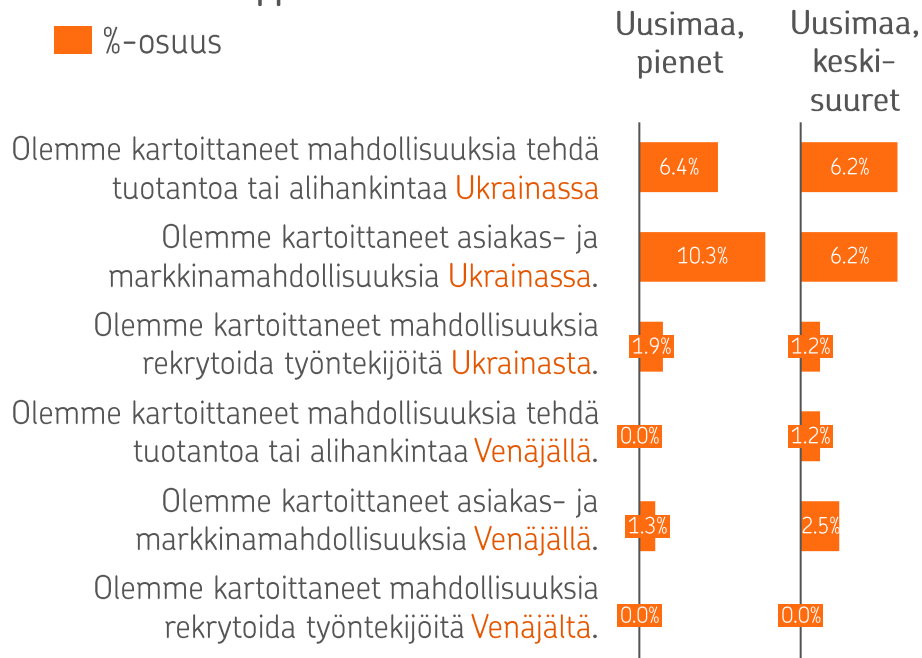 %-osuus
Uusimaa,
pienet
Uusimaa,
keski-
suuret
Olemme kartoittaneet mahdollisuuksia tehdä
tuotantoa tai alihankintaa Ukrainassa
6.4%
6.2%
Olemme kartoittaneet asiakas- ja
markkinamahdollisuuksia Ukrainassa.
10.3%
6.2%
Olemme kartoittaneet mahdollisuuksia
rekrytoida työntekijöitä Ukrainasta.
1.9%
1.2%
Olemme kartoittaneet mahdollisuuksia tehdä
tuotantoa tai alihankintaa Venäjällä.
0.0%
1.2%
Olemme kartoittaneet asiakas- ja
markkinamahdollisuuksia Venäjällä.
1.3%
2.5%
Olemme kartoittaneet mahdollisuuksia
rekrytoida työntekijöitä Venäjältä.
0.0%
0.0%